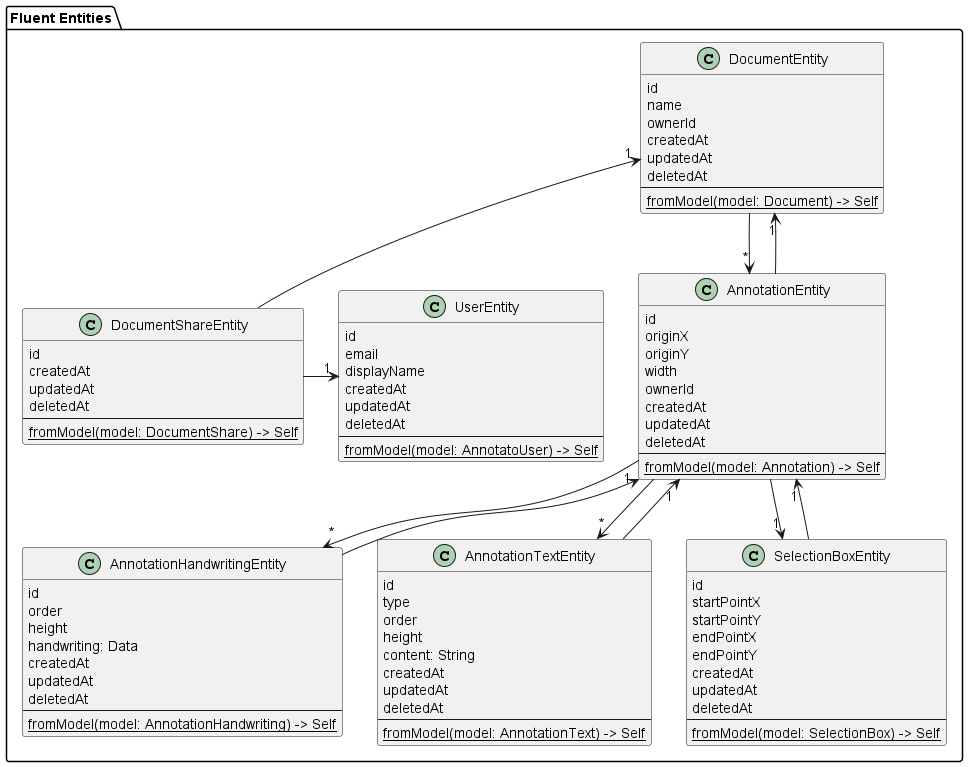 Fluent Entities
C DocumentEntity
id
name
ownerId
createdAt
updatedAt
deletedAt
fromModel(model: Document) -> Self
1
*
1
C DocumentShareEntity
id
createdAt
updatedAt
deletedAt
fromModel(model: DocumentShare) -> Self
1
C UserEntity
id
email
displayName
createdAt
updatedAt
deletedAt
fromModel(model: AnnotatoUser) -> Self
C AnnotationEntity
id
originX
originY
width
ownerId
createdAt
updatedAt
deletedAt
fromModel(model: Annotation) -> Self
1
*
*
1
1
1
C AnnotationHandwritingEntity
id
order
height
handwriting: Data
createdAt
updatedAt
deletedAt
fromModel(model: AnnotationHandwriting) -> Self
C AnnotationTextEntity
id
type
order
height
content: String
createdAt
updatedAt
deletedAt
fromModel(model: AnnotationText) -> Self
C SelectionBoxEntity
id
startPointX
startPointY
endPointX
endPointY
createdAt
updatedAt
deletedAt
fromModel(model: SelectionBox) -> Self